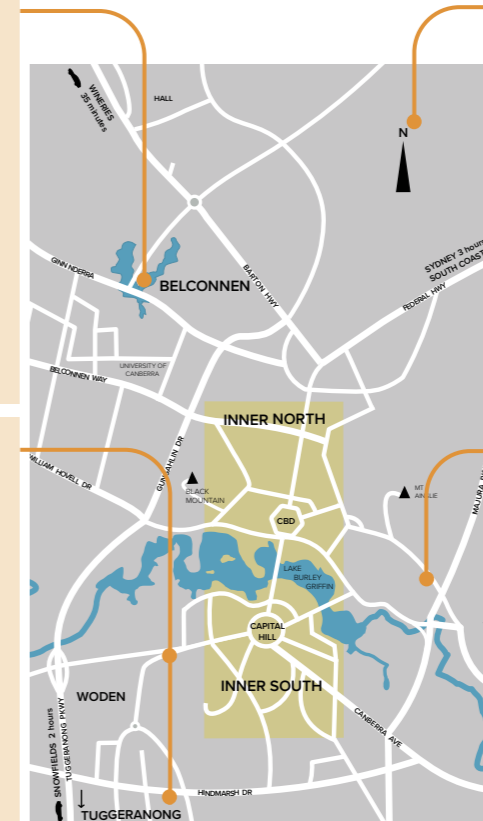 WINERIES
35 minutes
HALL
N
SYDNEY 3 hours
SOUTH COAST
FEDERAL HWY
GINNINDERRA
BELCONNEN
BARTON HWY
UNIVERSITY OF
CANBERRA
BELCONNEN WAY
INNER NORTH
WILLIAM HOVELL DR
GUNGAHLIN DR
BLACK
MOUNTAIN
MT
AINSLIE
MAJURA
CBD
LAKE
BURLEY
GRIFFIN
CAPITAL
HILL
INNER SOUTH
WODEN
CANBERRA AVE
SNOWFIELDS 2 hours
TUGGERANONG PKWY
HINDMARSH DR
TUGGERANONG